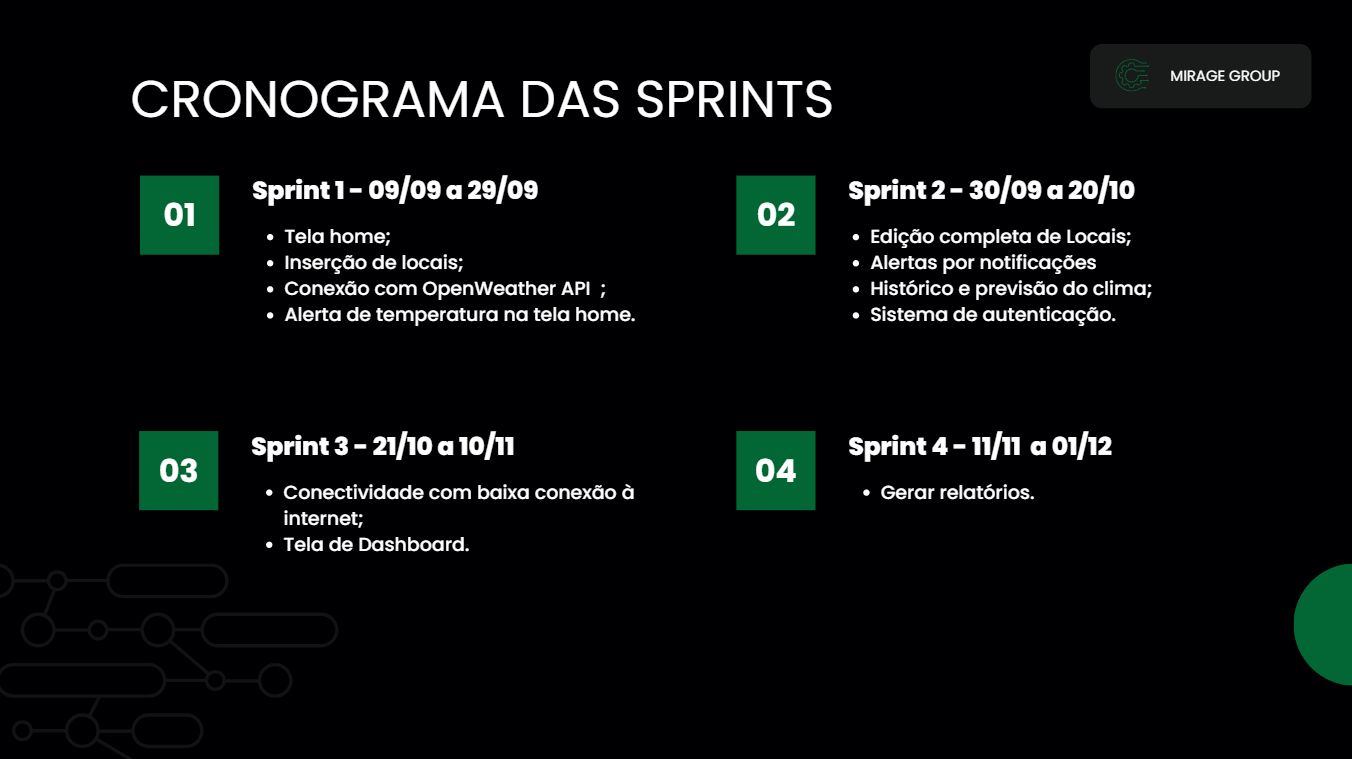 CRONOGRAMA DAS SPRINTS
MIRAGE GROUP
01
Sprint 1 - 09/09 a 29/09
• Tela home;
• Inserção de locais;
• Conexão com OpenWeather API  ;
• Alerta de temperatura na tela home.
02
Sprint 2 - 30/09 a 20/10
• Edição completa de Locais;
• Alertas por notificações
• Histórico e previsão do clima;
• Sistema de autenticação.
03
Sprint 3 - 21/10 a 10/11
• Conectividade com baixa conexão à
internet;
• Tela de Dashboard.
04
Sprint 4 - 11/11  a 01/12
• Gerar relatórios.